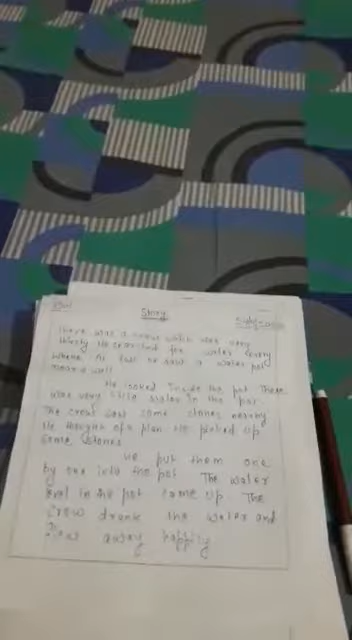 Story
There was a crow which was very
thirsty He searched for water every
where At last he saw a water pot
near a well
He looked Inside the pot There
was very little water in the pot
The crow saw some stones nearby
He thought of a plan He picked up
some stones
He put them one
by one into the pot The water
level in the pot came up The
crow drank the water and
flew away happily